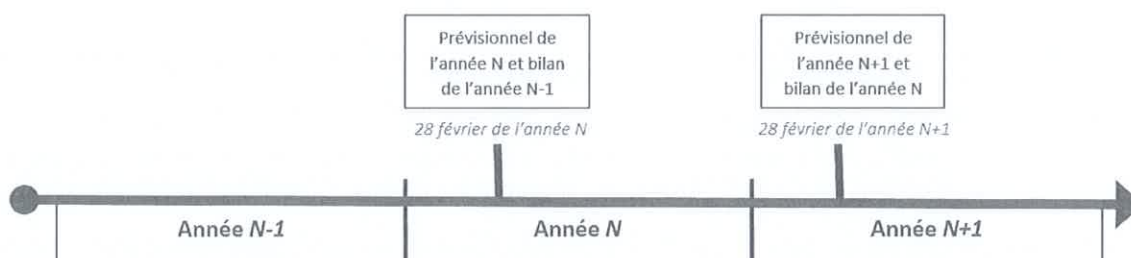 Prévisionnel de
l'année N et bilan
de l'année N-1
28 février de l'année N
Prévisionnel de
l'année N+1 et
bilan de l'année N
28 février de l'année N+1
Année N-1
Année N
Année N+1